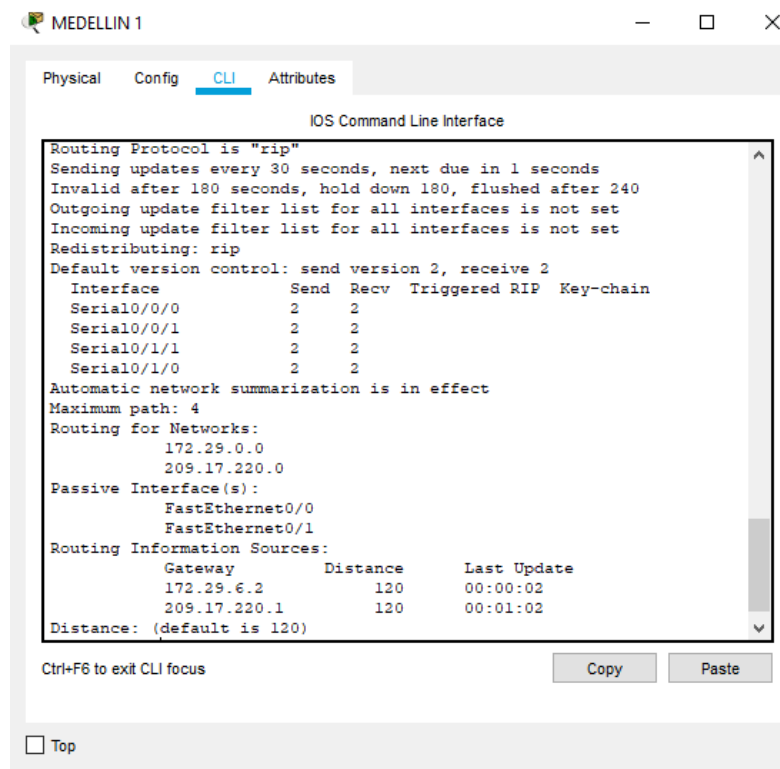 MEDELLIN 1
Physical Config CLI Attributes
IOS Command Line Interface
Routing Protocol is "rip"
Sending updates every 30 seconds, next due in 1 seconds
Invalid after 180 seconds, hold down 180, flushed after 240
Outgoing update filter list for all interfaces is not set
Incoming update filter list for all interfaces is not set
Redistributing: rip
Default version control: send version 2, receive 2
Interface Send Recv Triggered RIP Key-chain
Serial0/0/0 2 2
Serial0/0/1 2 2
Serial0/1/1 2 2
Serial0/1/0 2 2
Automatic network summarization is in effect
Maximum path: 4
Routing for Networks:
172.29.0.0
209.17.220.0
Passive Interface(s):
FastEthernet0/0
FastEthernet0/1
Routing Information Sources:
Gateway Distance Last Update
172.29.6.2 120 00:00:02
209.17.220.1 120 00:01:02
Distance: (default is 120)
Ctrl+F6 to exit CLI focus Copy Paste
Top